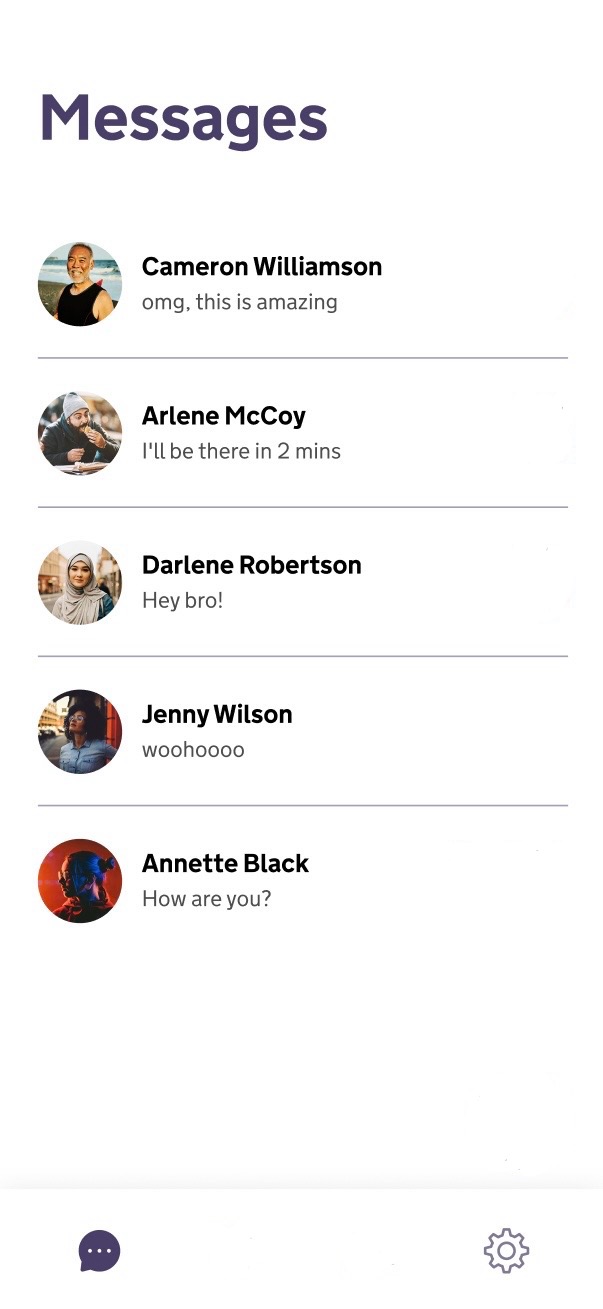 Messages
Cameron Williamson
omg, this is amazing
Arlene McCoy
I'll be there in 2 mins
Darlene Robertson
Hey bro!
Jenny Wilson
woohoooo
Annette Black
How are you?